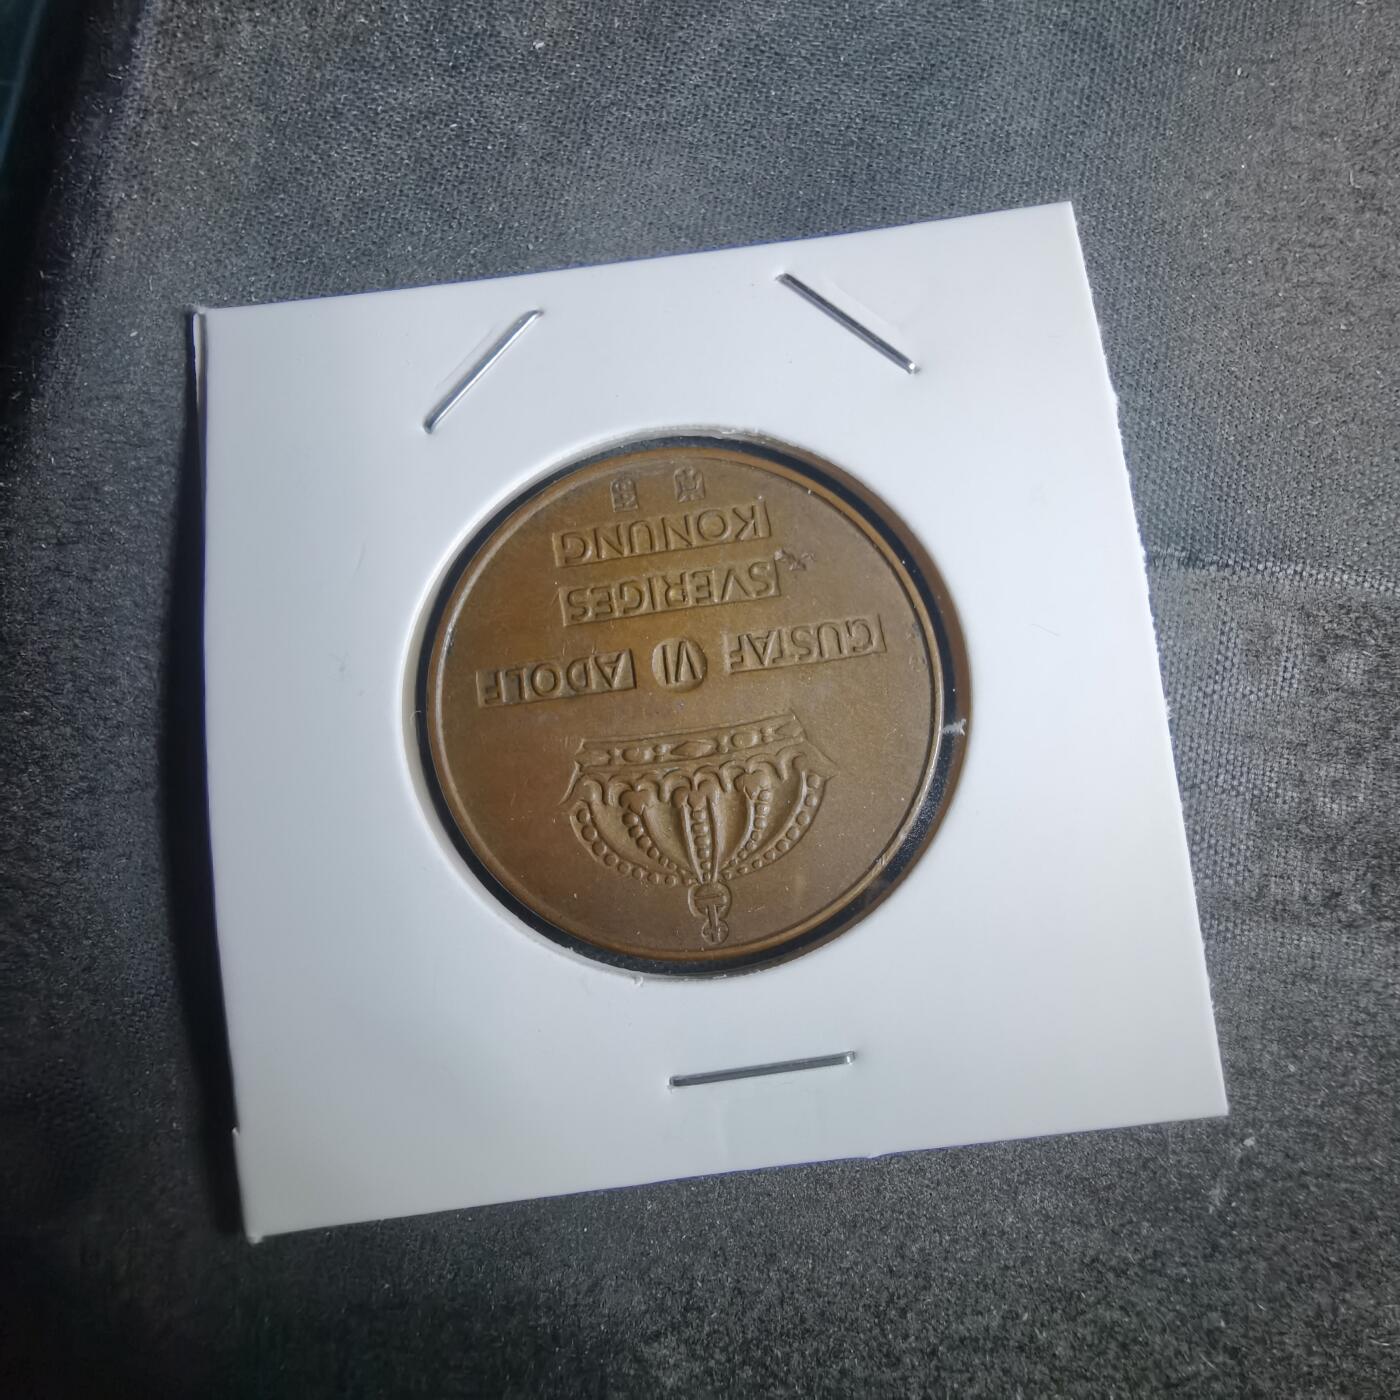 GUSTAF VI ADOLF
SVERIGES
KONUNG